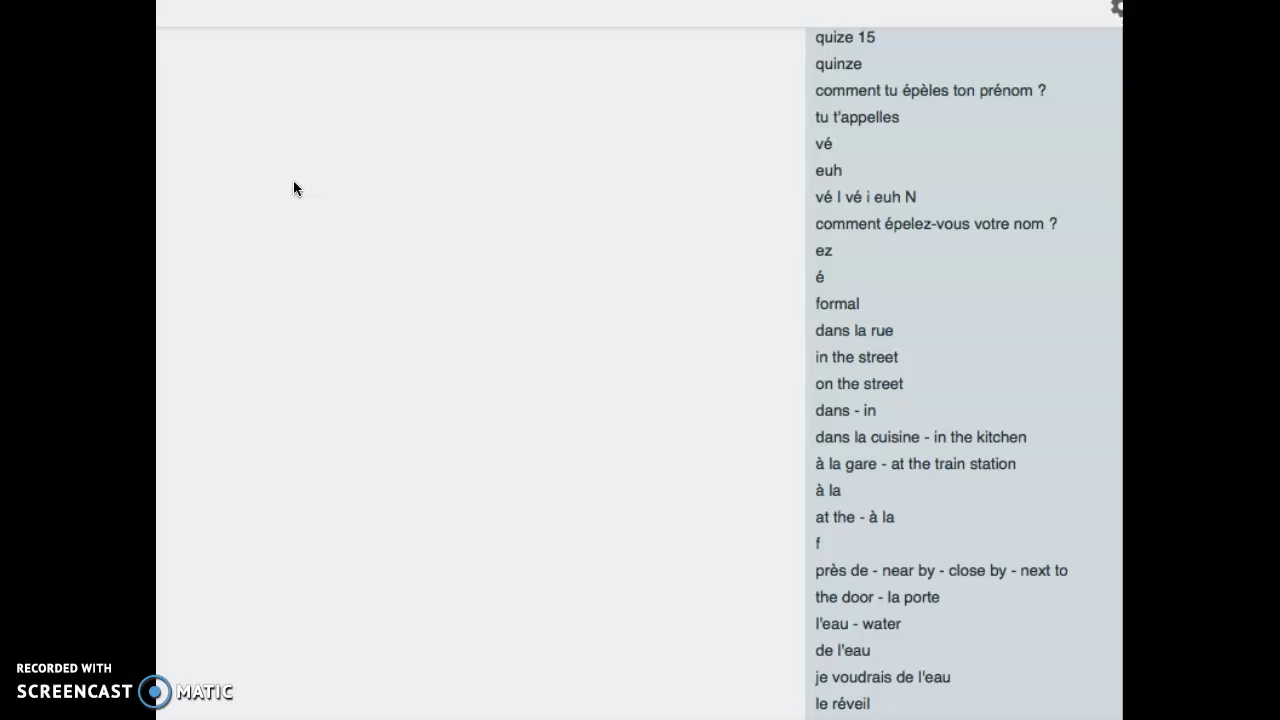 quize 15
quinze
comment tu épèles ton prénom ?
tu t'appelles
vé
euh
vé I vé i euh N
comment épelez-vous votre nom ?
ez
é
formal
dans la rue
in the street
on the street
dans - in
dans la cuisine - in the kitchen
à la gare - at the train station
à la
at the - à la
f
près de - near by - close by - next to
the door - la porte
l'eau - water
de l'eau
je voudrais de l'eau
le réveil
RECORDED WITH
SCREENCAST MATIC